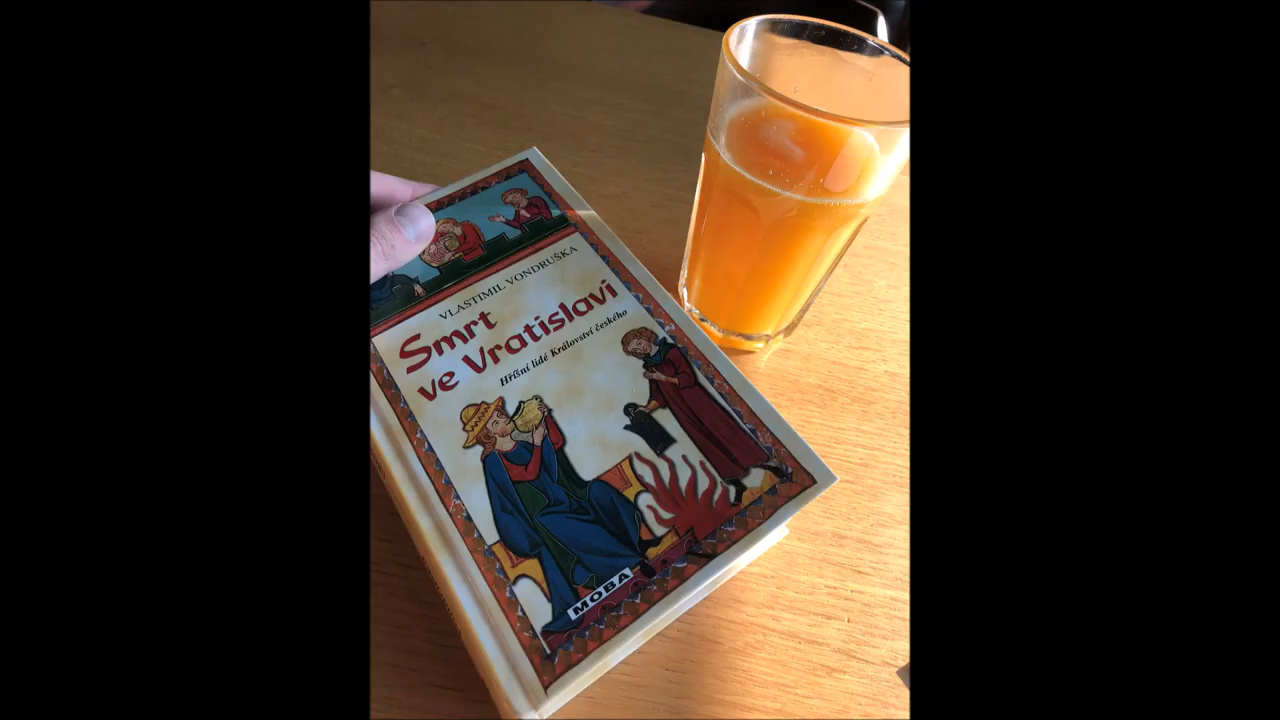 VLASTIMIL VONDRUŠKA
Smrt
ve Vratislavi
Hříšní lidé Království českého
MOBA